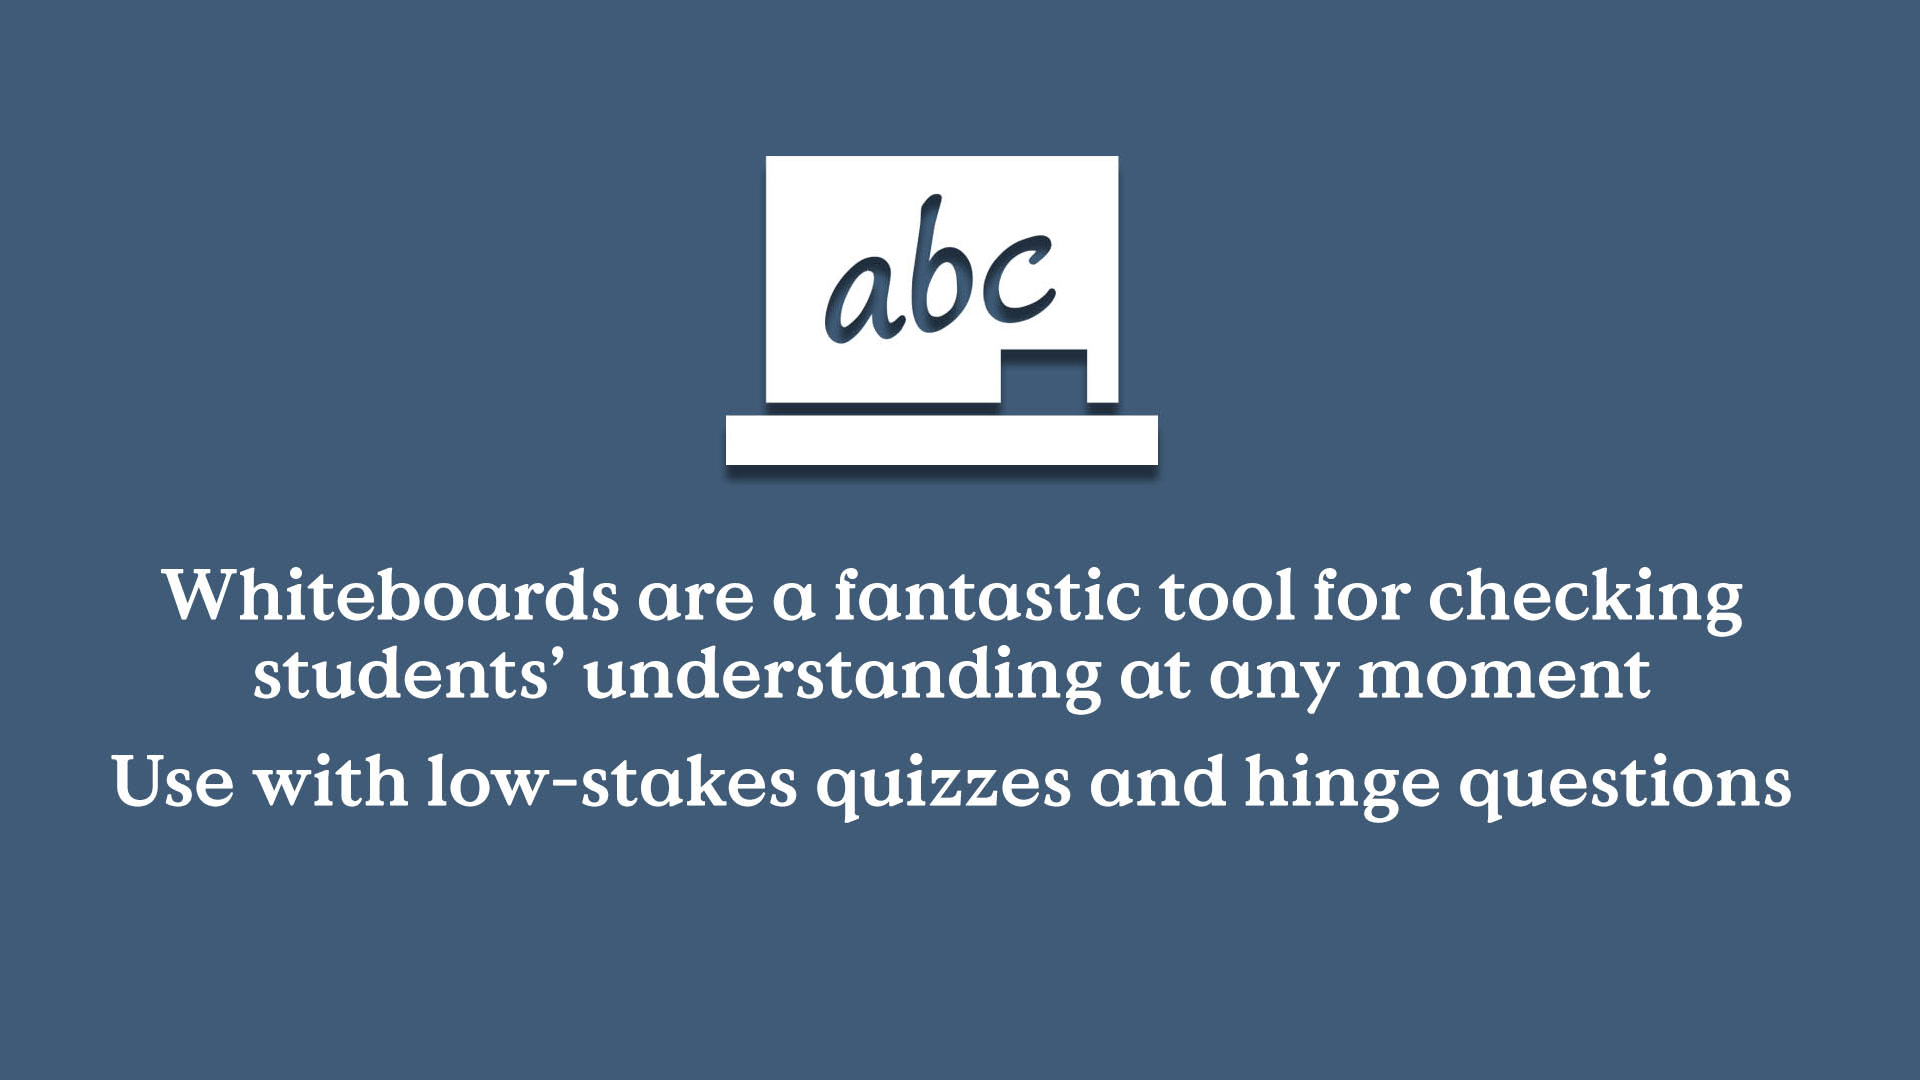 abc
Whiteboards are a fantastic tool for checking
students’ understanding at any moment
Use with low-stakes quizzes and hinge questions